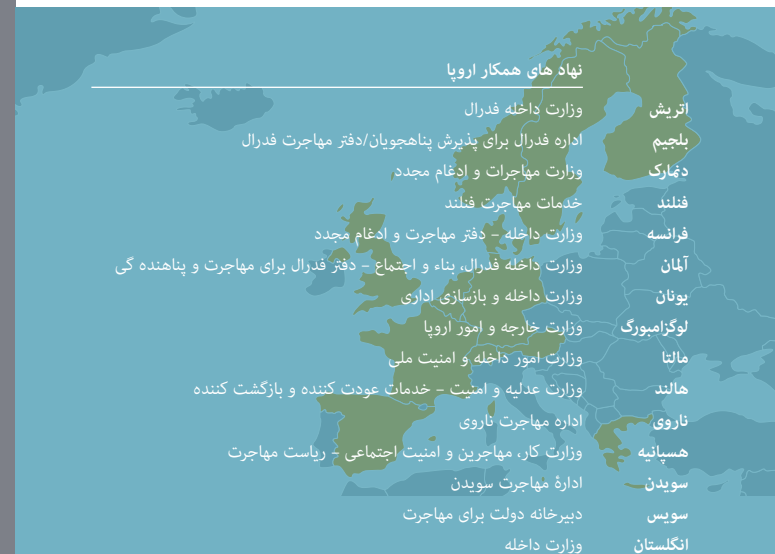 نهاد های همکار اروپا
اتریش وزارت داخله فدرال
بلجیم اداره فدرال برای پذیرش پناهجویان/دفتر مهاجرت فدرال
دنمارک وزارت مهاجرات و ادغام مجدد
فنلند خدمات مهاجرت فنلند
فرانسه وزارت داخله – دفتر مهاجرت و ادغام مجدد
آلمان وزارت داخله فدرال، بناء و اجتماع – دفتر فدرال برای مهاجرت و پناهنده گی
یونان وزارت داخله و بازسازی اداری
لوگزامبورگ وزارت خارجه و امور اروپا
مالتا وزارت امور داخله و امنیت ملی
هالند وزارت عدلیه و امنیت – خدمات عودت کننده و بازگشت کننده
ناروی اداره مهاجرت ناروی
هسپانیه وزارت کار، مهاجرین و امنیت اجتماعی – ریاست مهاجرت
سویدن ادارۀ مهاجرت سویدن
سویس دبیرخانه دولت برای مهاجرت
انگلستان وزارت داخله